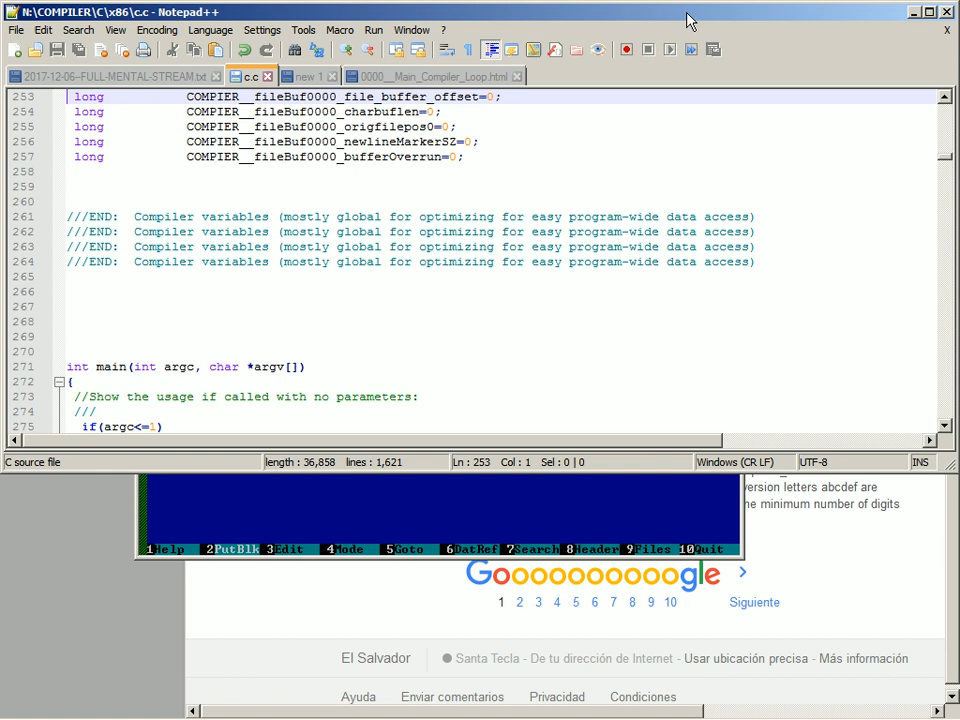 N:\COMPILER\C\x86\c.c - Notepad++
File Edit Search View Encoding Language Settings Tools Macro Run Window ? X
2017-12-06--FULL-MENTAL-STREAM.txt c.c new 1 0000__Main_Compiler_Loop.html
253 long COMPIER__fileBuf0000_file_buffer_offset=0;
254 long COMPIER__fileBuf0000_charbuflen=0;
255 long COMPIER__fileBuf0000_origfilepos0=0;
256 long COMPIER__fileBuf0000_newlineMarkerSZ=0;
257 long COMPIER__fileBuf0000_bufferOverrun=0;
258
259
260
261 ///END: Compiler variables (mostly global for optimizing for easy program-wide data access)
262 ///END: Compiler variables (mostly global for optimizing for easy program-wide data access)
263 ///END: Compiler variables (mostly global for optimizing for easy program-wide data access)
264 ///END: Compiler variables (mostly global for optimizing for easy program-wide data access)
265
266
267
268
269
270
271 int main(int argc, char *argv[])
272 {
273 //Show the usage if called with no parameters:
274 ///
275 if(argc<=1)
C source file length : 36,858 lines : 1,621 Ln : 253 Col : 1 Sel : 0 | 0 Windows (CR LF) UTF-8 INS
version letters abcdef are
he minimum number of digits
1Help 2PutBlk 3Edit 4Mode 5Goto 6DatRef 7Search 8Header 9Files 10Quit
Goooooooooogle
1 2 3 4 5 6 7 8 9 10 Siguiente
El Salvador Santa Tecla - De tu dirección de Internet - Usar ubicación precisa - Más información
Ayuda Enviar comentarios Privacidad Condiciones